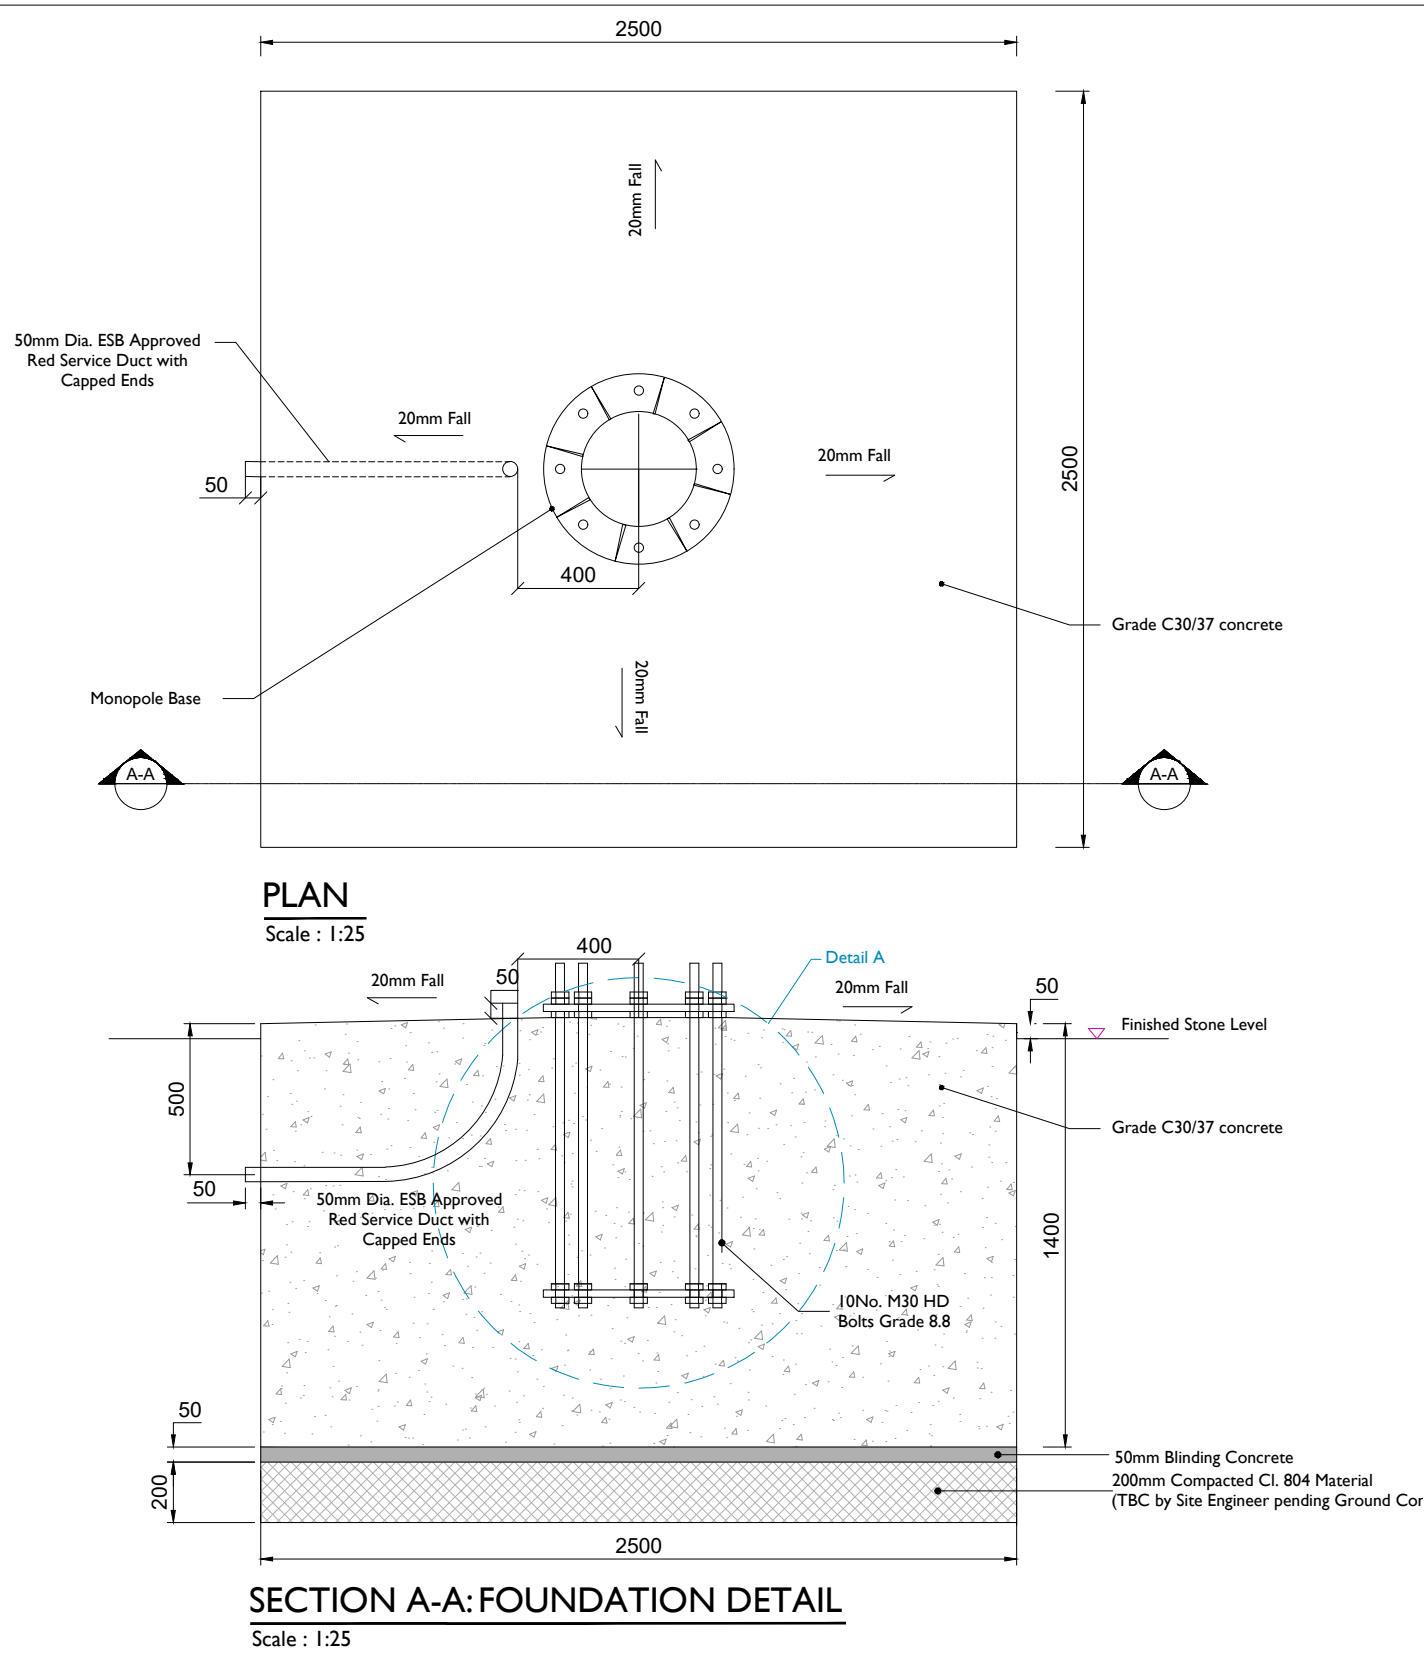 2500
20mm Fall
2500
50mm Dia. ESB Approved
Red Service Duct with
Capped Ends
20mm Fall
20mm Fall
50
400
Grade C30/37 concrete
20mm Fall
Monopole Base
A-A
A-A
PLAN
Scale : 1:25
400
Detail A
20mm Fall
50
20mm Fall
50
Finished Stone Level
500
Grade C30/37 concrete
50
50mm Dia. ESB Approved
Red Service Duct with
Capped Ends
1400
10No. M30 HD
Bolts Grade 8.8
50
50mm Blinding Concrete
200
200mm Compacted Cl. 804 Material
(TBC by Site Engineer pending Ground Con
2500
SECTION A-A: FOUNDATION DETAIL
Scale : 1:25